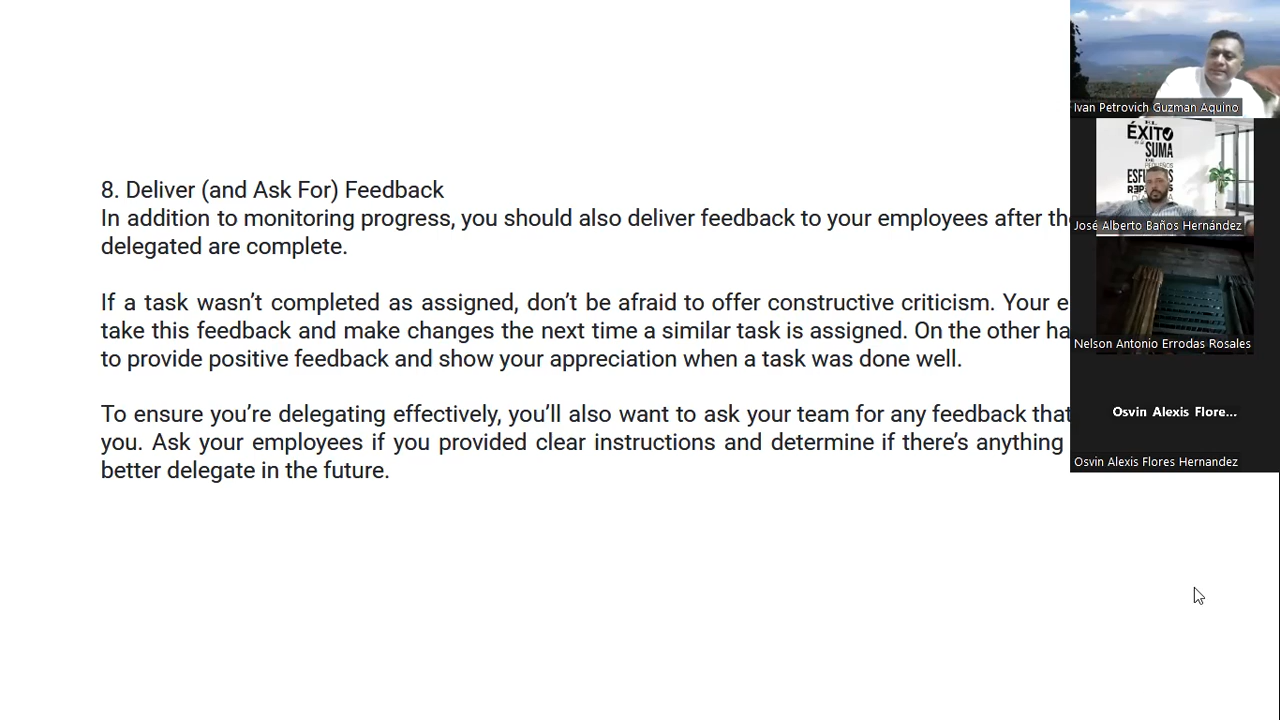 8. Deliver (and Ask For) Feedback
In addition to monitoring progress, you should also deliver feedback to your employees after
delegated are complete.
If a task wasn’t completed as assigned, don’t be afraid to offer constructive criticism. Your
take this feedback and make changes the next time a similar task is assigned. On the other
to provide positive feedback and show your appreciation when a task was done well.
To ensure you’re delegating effectively, you’ll also want to ask your team for any feedback that
you. Ask your employees if you provided clear instructions and determine if there’s anything
better delegate in the future.
Ivan Petrovich Guzman Aquino
EL
ÉXITO
SUMA
DE
PEQUEÑOS
José Alberto Baños Hernández
Nelson Antonio Errodas Rosales
Osvin Alexis Flore...
Osvin Alexis Flores Hernandez